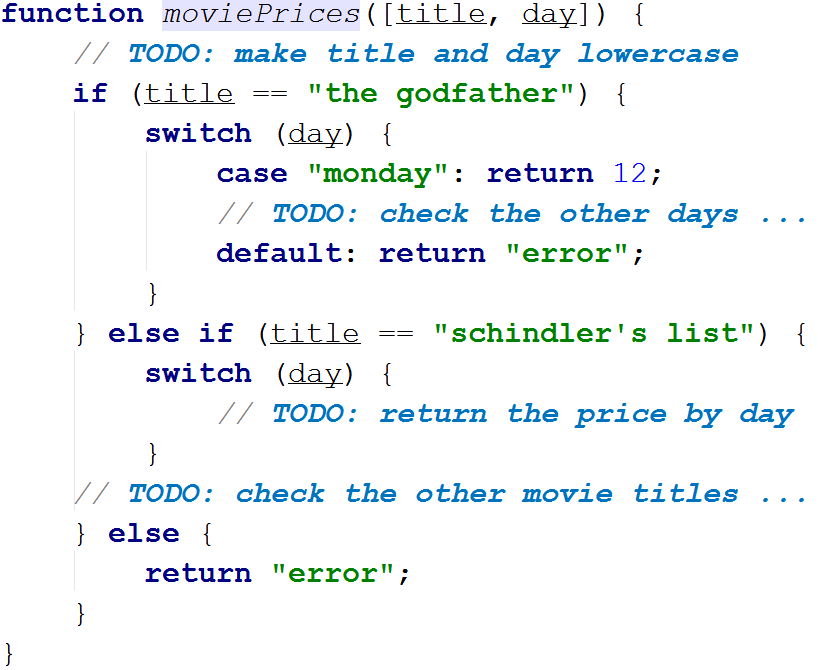 function moviePrices([title, day]) {
    // TODO: make title and day lowercase
    if (title == "the godfather") {
        switch (day) {
            case "monday": return 12;
            // TODO: check the other days ...
            default: return "error";
        }
    } else if (title == "schindler's list") {
        switch (day) {
            // TODO: return the price by day
        }
    // TODO: check the other movie titles ...
    } else {
        return "error";
    }
}